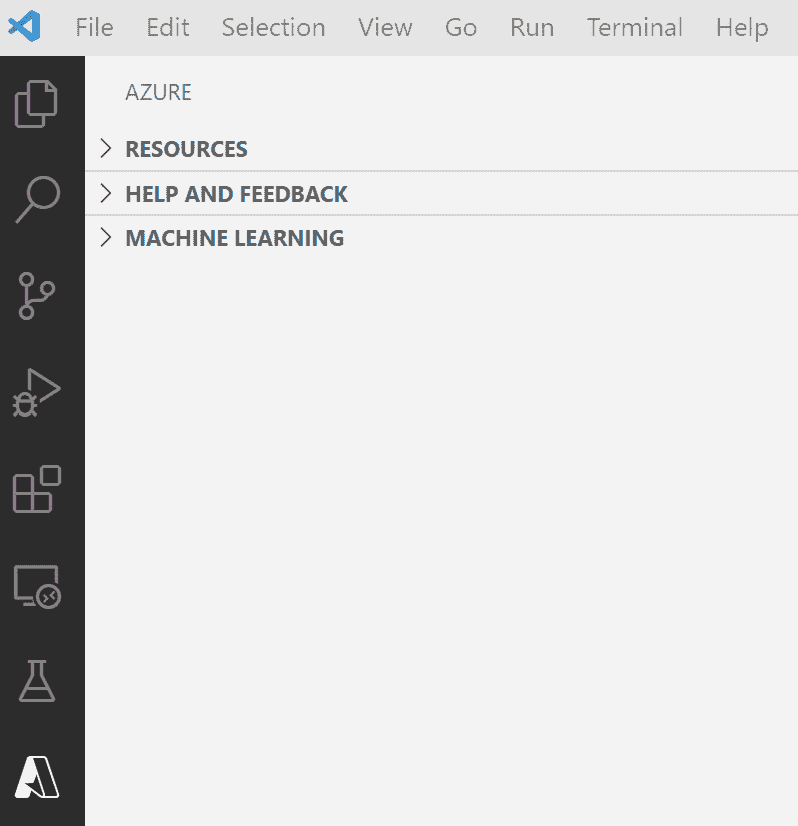 File Edit Selection View Go Run Terminal Help
AZURE
RESOURCES
HELP AND FEEDBACK
MACHINE LEARNING